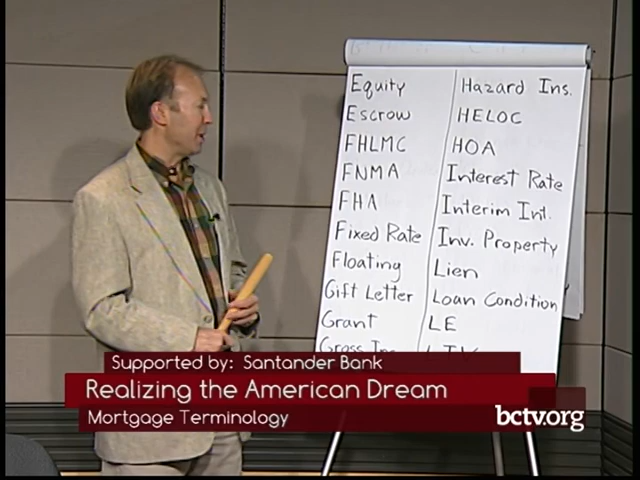 Equity
Escrow
FHLMC
FNMA
FHA
Fixed Rate
Floating
Gift Letter
Grant
Gross
Hazard Ins.
HELOC
HOA
Interest Rate
Interim Int.
Inv. Property
Lien
Loan Condition
LE
Supported by: Santander Bank
Realizing the American Dream
Mortgage Terminology
bctv.org